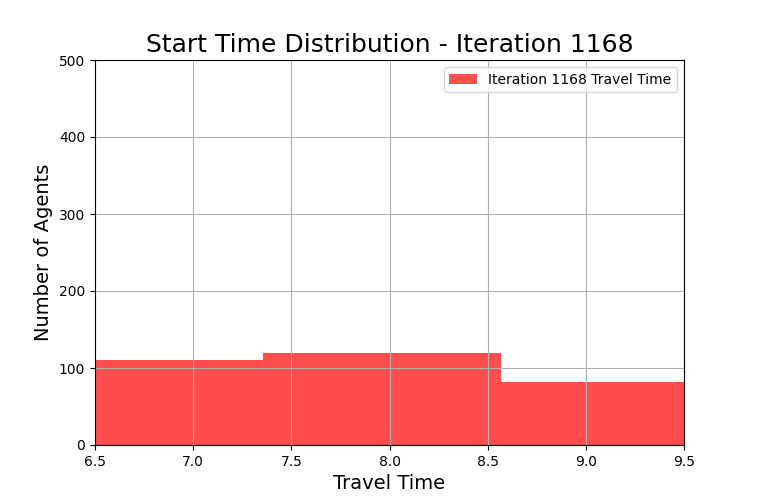 Start Time Distribution - Iteration 1168
Iteration 1168 Travel Time
Number of Agents
500
400
300
200
100
0
6.5 7.0 7.5 8.0 8.5 9.0 9.5
Travel Time